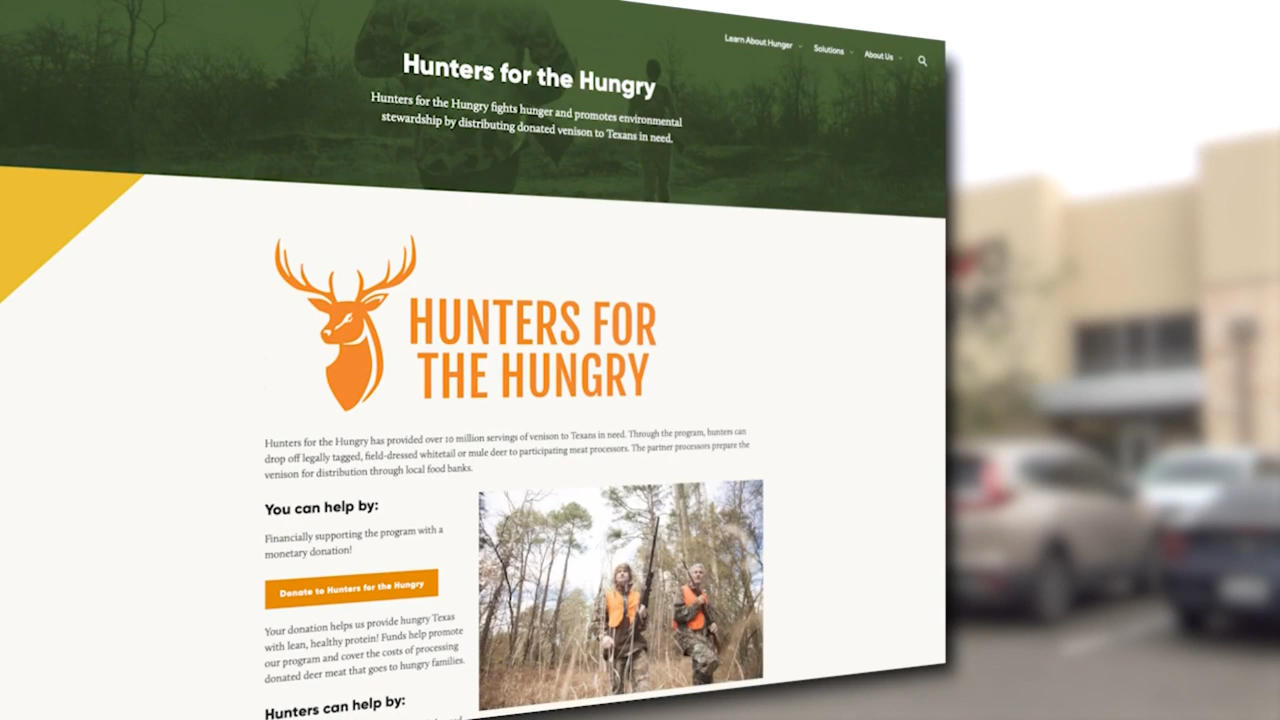 Learn About Hunger
Solutions
About Us
Hunters for the Hungry
Hunters for the Hungry fights hunger and promotes environmental
stewardship by distributing donated venison to Texans in need.
HUNTERS FOR
THE HUNGRY
Hunters for the Hungry has provided over 10 million servings of venison to Texans in need. Through the program, hunters can
drop off legally tagged, field-dressed whitetail or mule deer to participating meat processors. The partner processors prepare the
venison for distribution through local food banks.
You can help by:
Financially supporting the program with a
monetary donation!
Donate to Hunters for the Hungry
Your donation helps us provide hungry Texas
with lean, healthy protein! Funds help promote
our program and cover the costs of processing
donated deer meat that goes to hungry families.
Hunters can help by: